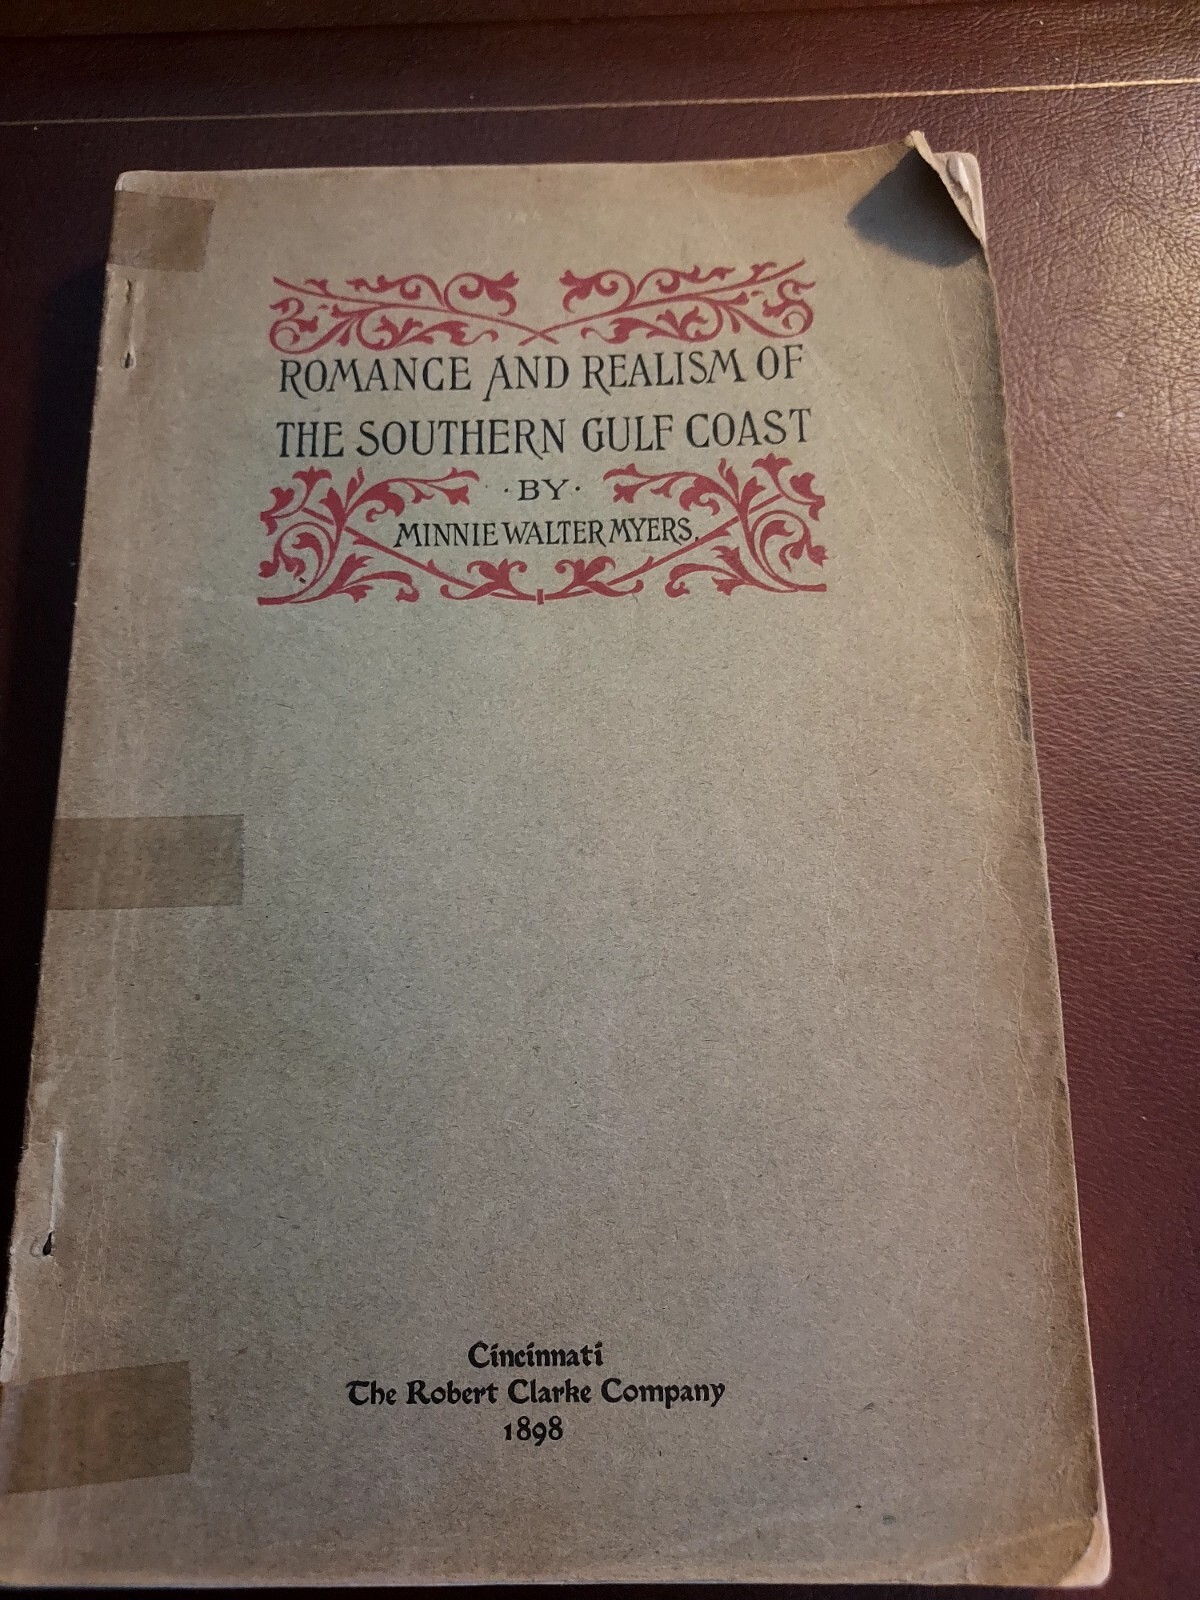 ROMANCE AND REALISM OF
THE SOUTHERN GULF COAST
·BY·
MINNIE WALTER MYERS.
Cincinnati
The Robert Clarke Company
1898